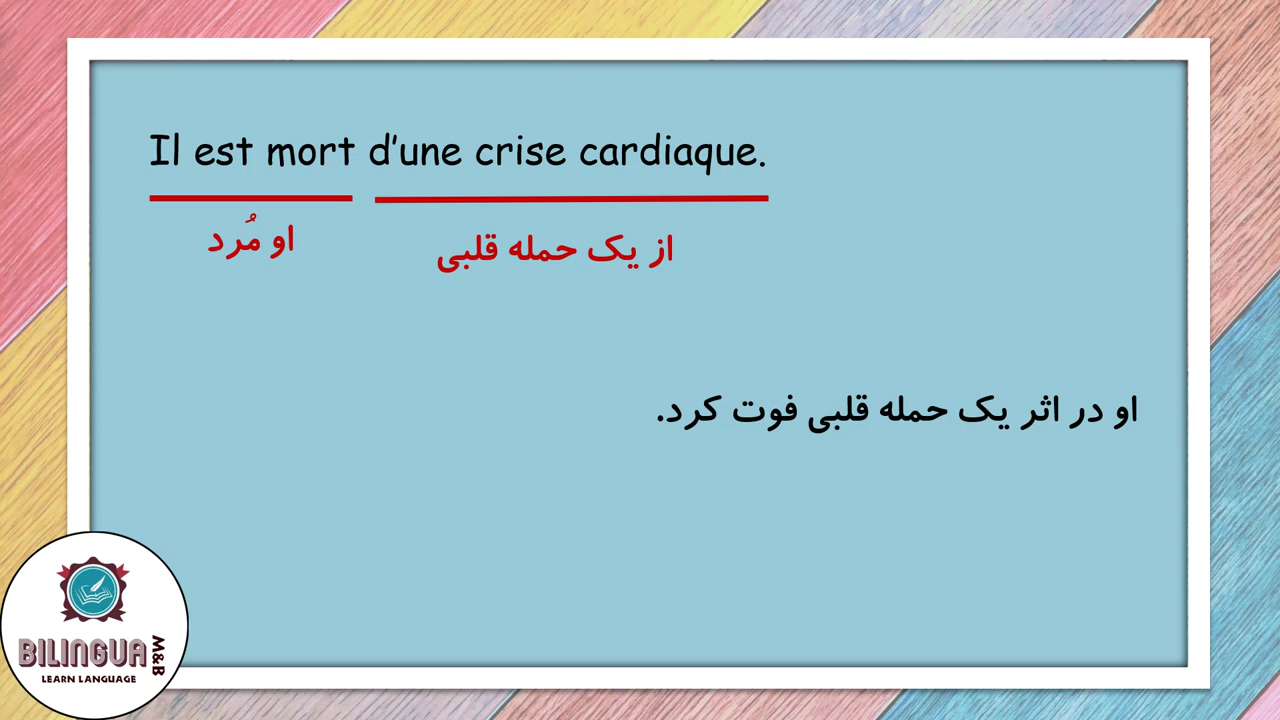 Il est mort d’une crise cardiaque.
او مُرد
از یک حمله قلبی
او در اثر یک حمله قلبی فوت کرد.
BILINGUA
M&B
LEARN LANGUAGE